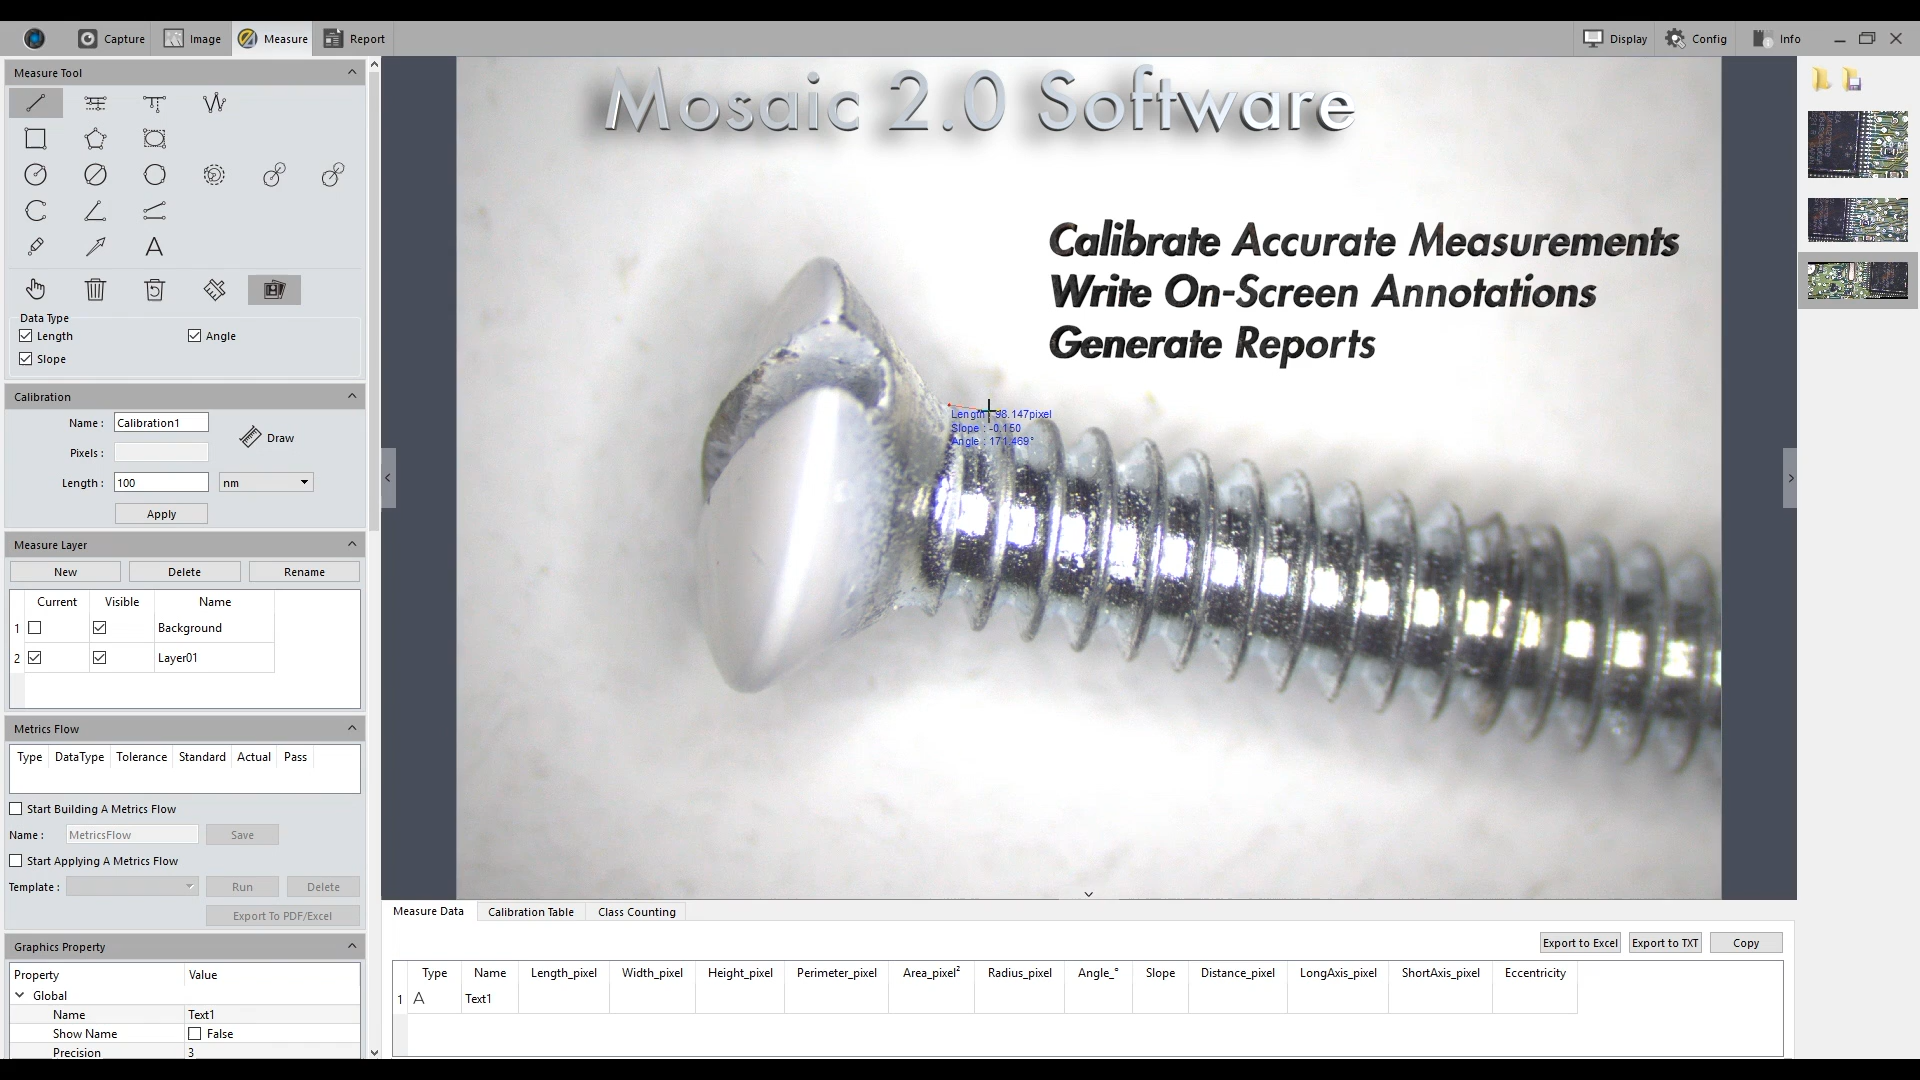 Capture Image Measure Report Display Config Info
Measure Tool
Data Type
Length Angle
Slope
Calibration
Name : Calibration1
Draw
Pixels :
Length : 100 nm
Apply
Measure Layer
New Delete Rename
Current Visible Name
1 Background
2 Layer01
Metrics Flow
Type DataType Tolerance Standard Actual Pass
Start Building A Metrics Flow
Name : MetricsFlow Save
Start Applying A Metrics Flow
Template : Run Delete
Export To PDF/Excel
Graphics Property
Property Value
Global
Name Text1
Show Name False
Precision 3
Mosaic 2.0 Software
Calibrate Accurate Measurements
Write On-Screen Annotations
Generate Reports
Length : 98.147pixel
Slope : -0.150
Angle : 171.469°
Measure Data Calibration Table Class Counting
Export to Excel Export to TXT Copy
Type Name Length_pixel Width_pixel Height_pixel Perimeter_pixel Area_pixel² Radius_pixel Angle_° Slope Distance_pixel LongAxis_pixel ShortAxis_pixel Eccentricity
1 A Text1